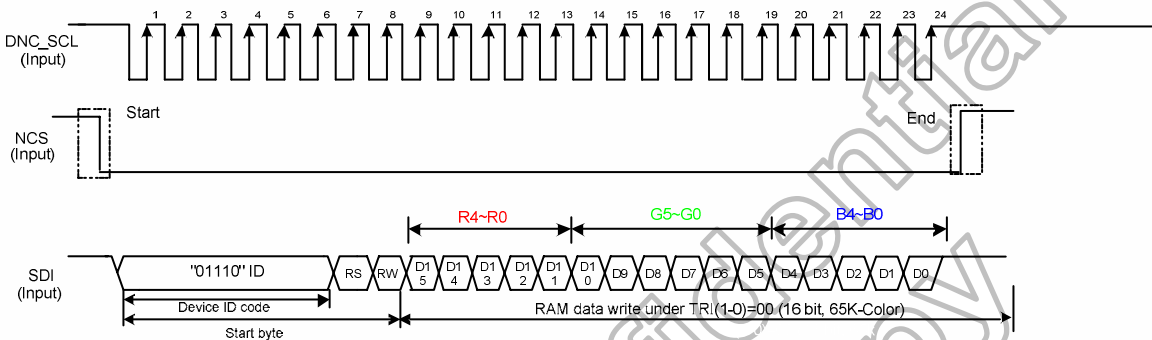 1 2 3 4 5 6 7 8 9 10 11 12 13 14 15 16 17 18 19 20 21 22 23 24
DNC_SCL
(Input)
Start
End
NCS
(Input)
R4~R0
G5~G0
B4~B0
SDI
(Input)
"01110" ID
RS
RW
D15
D14
D13
D12
D11
D10
D9
D8
D7
D6
D5
D4
D3
D2
D1
D0
Device ID code
RAM data write under TRI(1-0)=00 (16 bit, 65K-Color)
Start byte